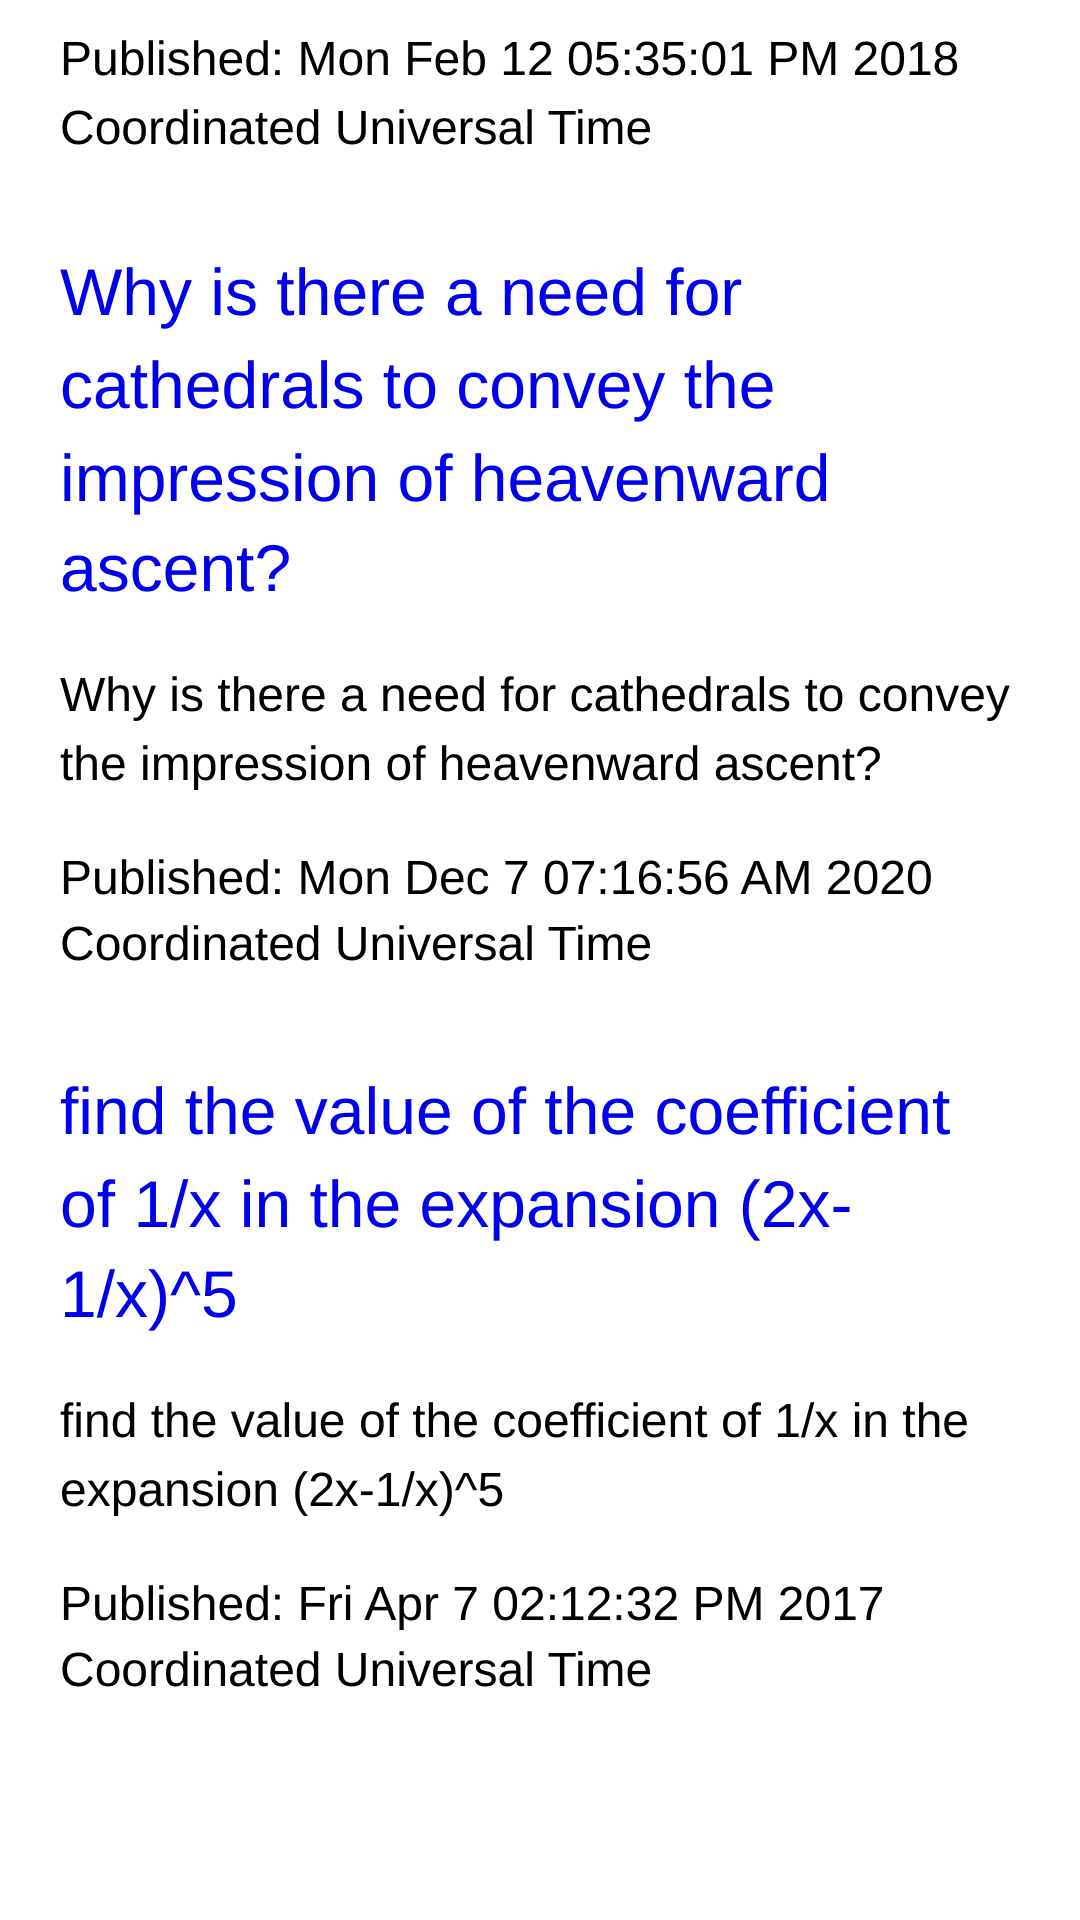 Published: Mon Feb 12 05:35:01 PM 2018
Coordinated Universal Time
Why is there a need for
cathedrals to convey the
impression of heavenward
ascent?
Why is there a need for cathedrals to convey
the impression of heavenward ascent?
Published: Mon Dec 7 07:16:56 AM 2020
Coordinated Universal Time
find the value of the coefficient
of 1/x in the expansion (2x-
1/x)^5
find the value of the coefficient of 1/x in the
expansion (2x-1/x)^5
Published: Fri Apr 7 02:12:32 PM 2017
Coordinated Universal Time